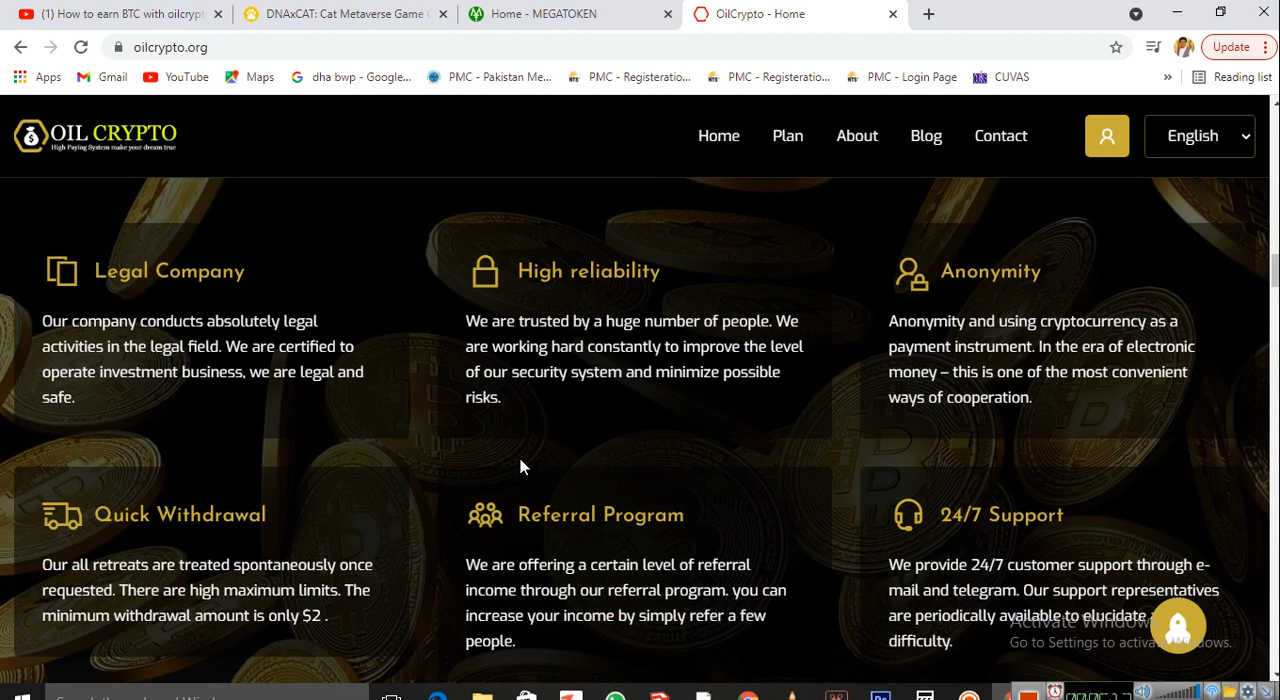 (1) How to earn BTC with oilcrypt
DNAxCAT: Cat Metaverse Game
Home - MEGATOKEN
OilCrypto - Home
oilcrypto.org
Update
Apps
Gmail
YouTube
Maps
dha bwp - Google...
PMC - Pakistan Me...
PMC - Registeratio...
PMC - Registeratio...
PMC - Login Page
CUVAS
»
Reading list
OIL CRYPTO
High Paying System make your dream true
Home
Plan
About
Blog
Contact
English
Legal Company
Our company conducts absolutely legal
activities in the legal field. We are certified to
operate investment business, we are legal and
safe.
High reliability
We are trusted by a huge number of people. We
are working hard constantly to improve the level
of our security system and minimize possible
risks.
Anonymity
Anonymity and using cryptocurrency as a
payment instrument. In the era of electronic
money – this is one of the most convenient
ways of cooperation.
Quick Withdrawal
Our all retreats are treated spontaneously once
requested. There are high maximum limits. The
minimum withdrawal amount is only $2 .
Referral Program
We are offering a certain level of referral
income through our referral program. you can
increase your income by simply refer a few
people.
24/7 Support
We provide 24/7 customer support through e-
mail and telegram. Our support representatives
are periodically available to elucidate
difficulty.
Activate Windows
Go to Settings to activate Windows.